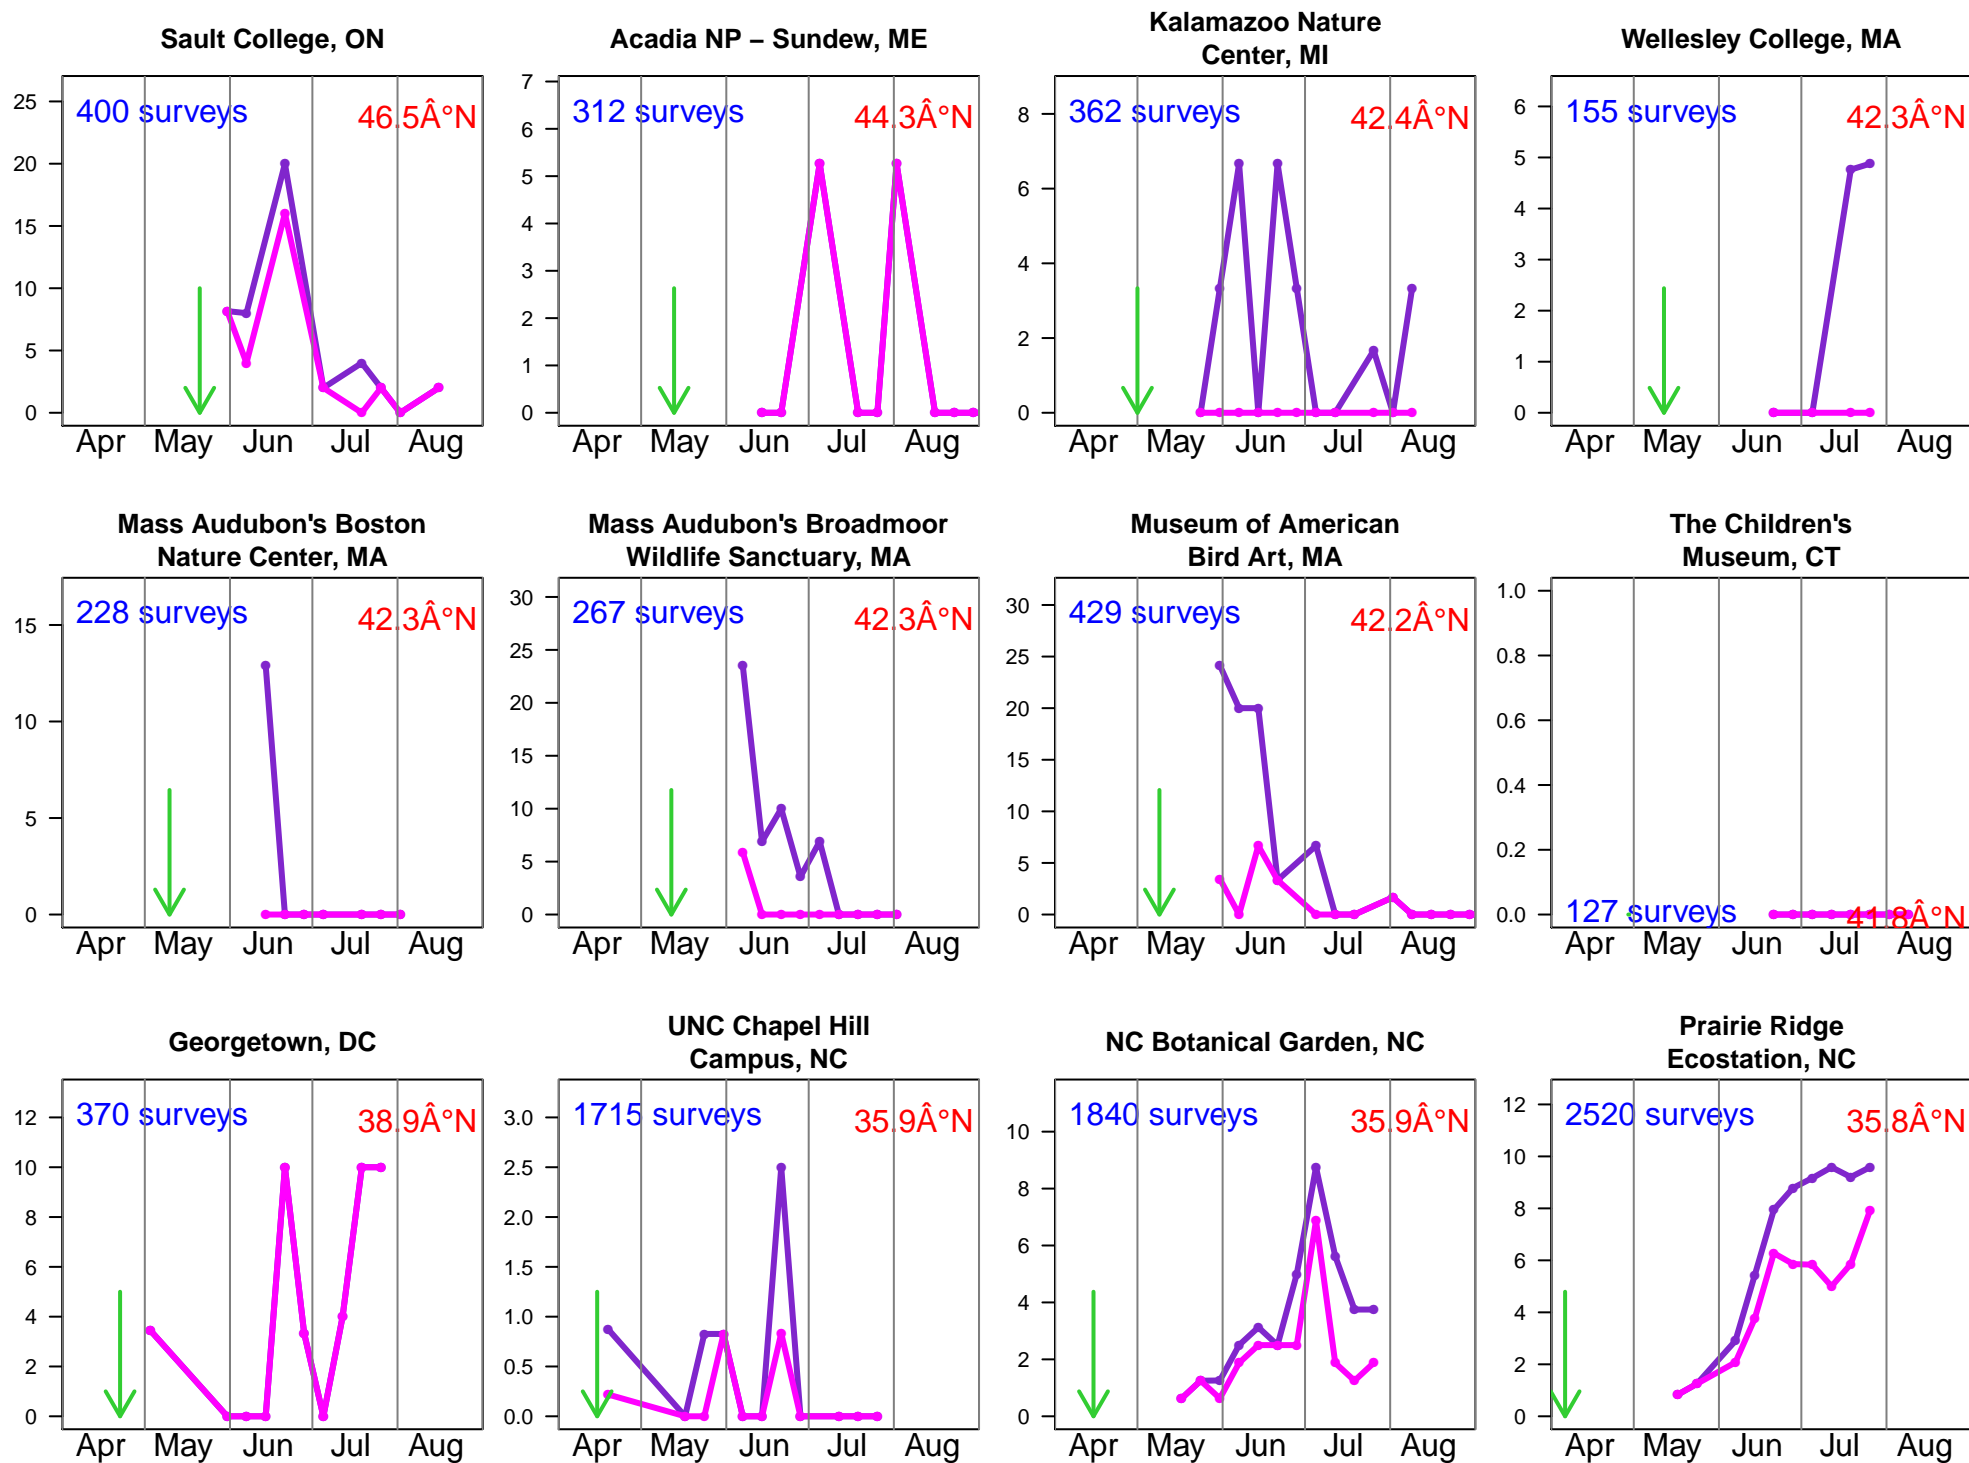 Sault College, ON
400 surveys
46.5Â°N
25
20
15
10
5
0
Apr May Jun Jul Aug
Acadia NP – Sundew, ME
312 surveys
44.3Â°N
7
6
5
4
3
2
1
0
Apr May Jun Jul Aug
Kalamazoo Nature
Center, MI
362 surveys
42.4Â°N
8
6
4
2
0
Apr May Jun Jul Aug
Wellesley College, MA
155 surveys
42.3Â°N
6
5
4
3
2
1
0
Apr May Jun Jul Aug
Mass Audubon's Boston
Nature Center, MA
228 surveys
42.3Â°N
15
10
5
0
Apr May Jun Jul Aug
Mass Audubon's Broadmoor
Wildlife Sanctuary, MA
267 surveys
42.3Â°N
30
25
20
15
10
5
0
Apr May Jun Jul Aug
Museum of American
Bird Art, MA
429 surveys
42.2Â°N
30
25
20
15
10
5
0
Apr May Jun Jul Aug
The Children's
Museum, CT
1.0
0.8
0.6
0.4
0.2
0.0
127 surveys
41.8Â°N
Apr May Jun Jul Aug
Georgetown, DC
370 surveys
38.9Â°N
12
10
8
6
4
2
0
Apr May Jun Jul Aug
UNC Chapel Hill
Campus, NC
1715 surveys
35.9Â°N
3.0
2.5
2.0
1.5
1.0
0.5
0.0
Apr May Jun Jul Aug
NC Botanical Garden, NC
1840 surveys
35.9Â°N
10
8
6
4
2
0
Apr May Jun Jul Aug
Prairie Ridge
Ecostation, NC
2520 surveys
35.8Â°N
12
10
8
6
4
2
0
Apr May Jun Jul Aug